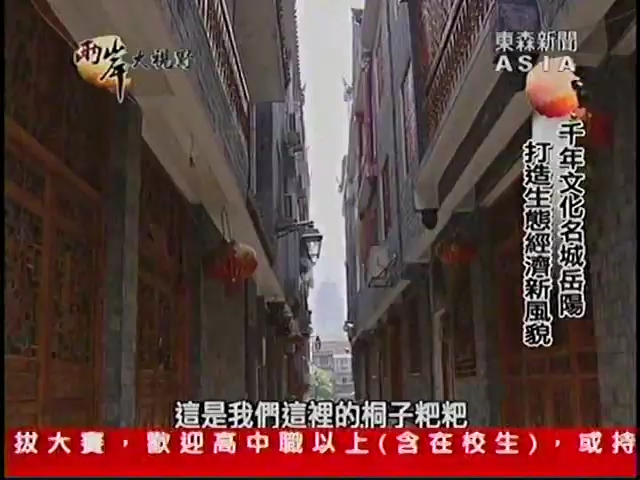 兩岸大視野
東森新聞
ASIA
千年文化名城岳陽
打造生態經濟新風貌
這是我們這裡的桐子粑粑
拔大賽，歡迎高中職以上(含在校生)，或持